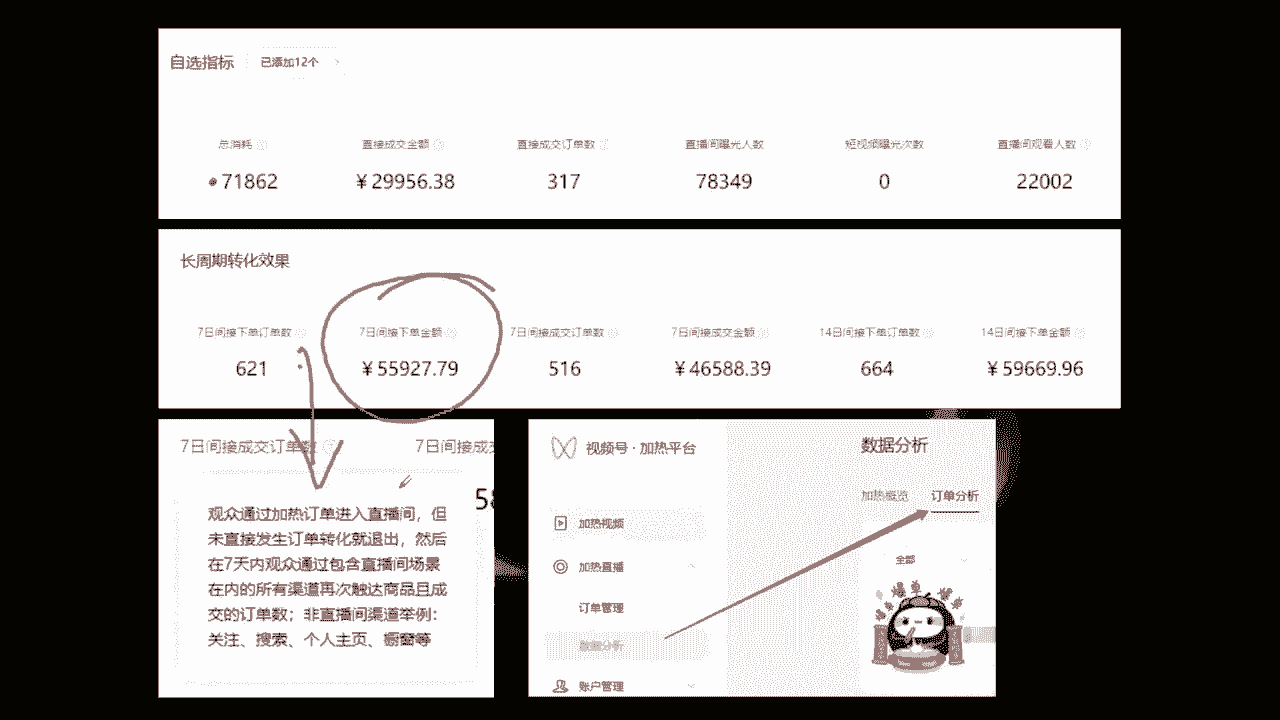 自选指标 已添加12个
总消耗 直接成交金额 直接成交订单数 直播间曝光人数 短视频曝光次数 直播间观看人数
71862 ¥29956.38 317 78349 0 22002
长周期转化效果
7日间接下单订单数 7日间接下单金额 7日间接成交订单数 7日间接成交金额 14日间接下单订单数 14日间接下单金额
621 ¥55927.79 516 ¥46588.39 664 ¥59669.96
7日间接成交订单数 7日间接成交
58
观众通过加热订单进入直播间，但
未直接发生订单转化就退出，然后
在7天内观众通过包含直播间场景
在内的所有渠道再次触达商品且成
交的订单数；非直播间渠道举例：
关注、搜索、个人主页、橱窗等
视频号·加热平台
加热视频
加热直播
订单管理
数据分析
账户管理
数据分析
加热概览 订单分析
全部
爆单 爆单